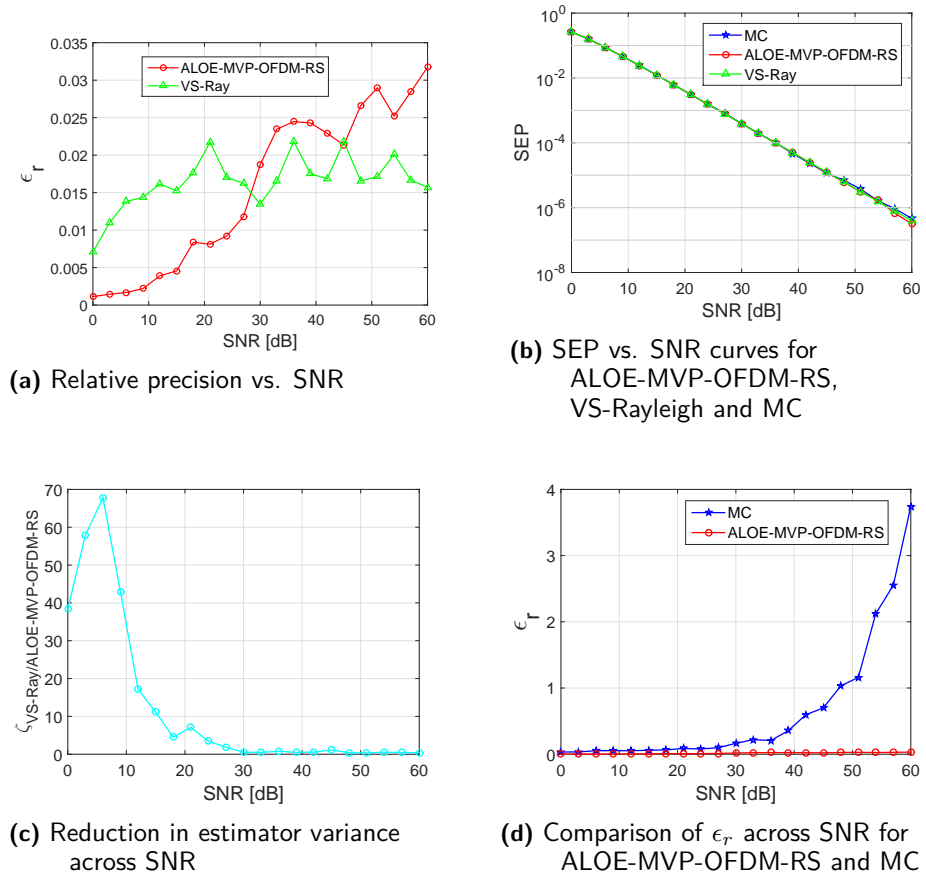 0.035
0.03
0.025
0.02
0.015
0.01
0.005
0
ϵr
ALOE-MVP-OFDM-RS
VS-Ray
0 10 20 30 40 50 60
SNR [dB]
(a) Relative precision vs. SNR
10^0
10^-2
10^-4
10^-6
10^-8
SEP
MC
ALOE-MVP-OFDM-RS
VS-Ray
0 10 20 30 40 50 60
SNR [dB]
(b) SEP vs. SNR curves for
ALOE-MVP-OFDM-RS,
VS-Rayleigh and MC
70
60
50
40
30
20
10
0
ζVS-Ray/ALOE-MVP-OFDM-RS
0 10 20 30 40 50 60
SNR [dB]
(c) Reduction in estimator variance
across SNR
4
3
2
1
0
ϵr
MC
ALOE-MVP-OFDM-RS
0 10 20 30 40 50 60
SNR [dB]
(d) Comparison of ϵr across SNR for
ALOE-MVP-OFDM-RS and MC